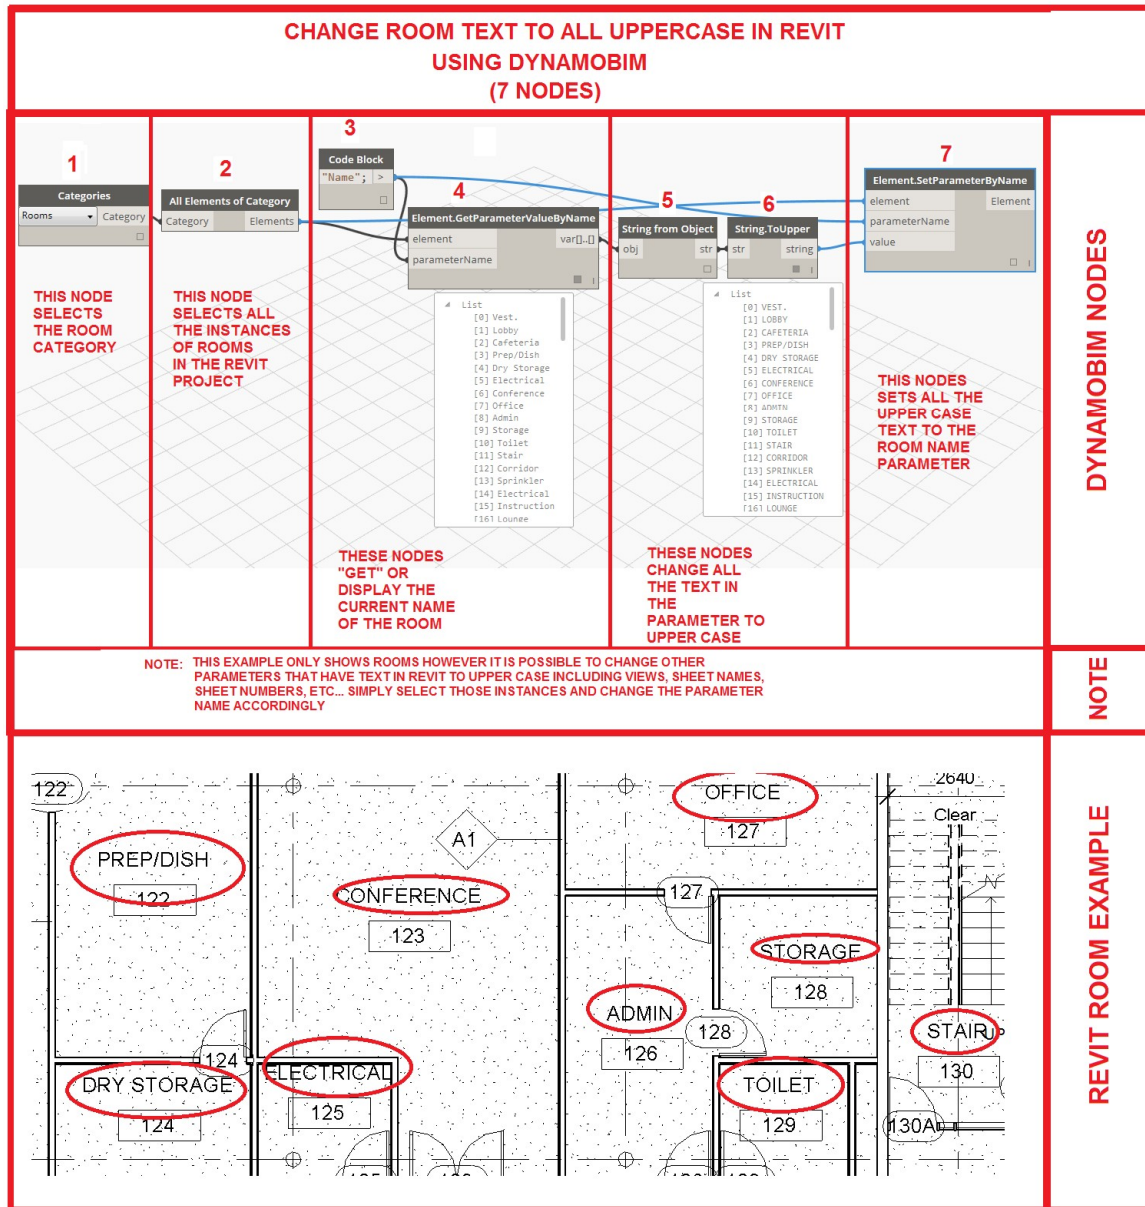 CHANGE ROOM TEXT TO ALL UPPERCASE IN REVIT
USING DYNAMOBIM
(7 NODES)
1
Categories
Rooms
Category
THIS NODE
SELECTS
THE ROOM
CATEGORY
2
All Elements of Category
Category Elements
THIS NODE
SELECTS ALL
THE INSTANCES
OF ROOMS
IN THE REVIT
PROJECT
3
Code Block
"Name"; >
4
Element.GetParameterValueByName
element var[]..[]
parameterName
List
[0] Vest.
[1] Lobby
[2] Cafeteria
[3] Prep/Dish
[4] Dry Storage
[5] Electrical
[6] Conference
[7] Office
[8] Admin
[9] Storage
[10] Toilet
[11] Stair
[12] Corridor
[13] Sprinkler
[14] Electrical
[15] Instruction
[16] Lounge
THESE NODES
"GET" OR
DISPLAY THE
CURRENT NAME
OF THE ROOM
5
String from Object
obj str
6
String.ToUpper
str string
List
[0] VEST.
[1] LOBBY
[2] CAFETERIA
[3] PREP/DISH
[4] DRY STORAGE
[5] ELECTRICAL
[6] CONFERENCE
[7] OFFICE
[8] ADMIN
[9] STORAGE
[10] TOILET
[11] STAIR
[12] CORRIDOR
[13] SPRINKLER
[14] ELECTRICAL
[15] INSTRUCTION
[16] LOUNGE
THESE NODES
CHANGE ALL
THE TEXT IN
THE
PARAMETER TO
UPPER CASE
7
Element.SetParameterByName
element Element
parameterName
value
THIS NODES
SETS ALL THE
UPPER CASE
TEXT TO THE
ROOM NAME
PARAMETER
DYNAMOBIM NODES
NOTE: THIS EXAMPLE ONLY SHOWS ROOMS HOWEVER IT IS POSSIBLE TO CHANGE OTHER
PARAMETERS THAT HAVE TEXT IN REVIT TO UPPER CASE INCLUDING VIEWS, SHEET NAMES,
SHEET NUMBERS, ETC... SIMPLY SELECT THOSE INSTANCES AND CHANGE THE PARAMETER
NAME ACCORDINGLY
NOTE
122
PREP/DISH
122
CONFERENCE
123
A1
OFFICE
127
2640
Clear
127
STORAGE
128
ADMIN
126
128
STAIR
UP
130
124
DRY STORAGE
124
ELECTRICAL
125
TOILET
129
130A
REVIT ROOM EXAMPLE